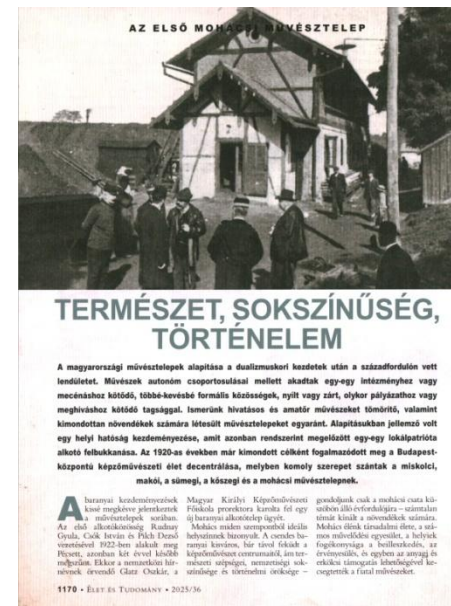 AZ ELSŐ MOHÁCSI MŰVÉSZTELEP
TERMÉSZET, SOKSZÍNŰSÉG,
TÖRTÉNELEM
A magyarországi művésztelepek alapítása a dualizmuskori kezdetek után a századfordulón vett
lendületet. Művészek autonóm csoportosulásai mellett akadtak egy-egy intézményhez vagy
mecénáshoz kötődő, többé-kevésbé formális közösségek, nyílt vagy zárt, olykor pályázathoz vagy
meghíváshoz kötődő tagsággal. Ismerünk hivatásos és amatőr művészeket tömörítő, valamint
kimondottan növendékek számára létesült művésztelepeket egyaránt. Alapításukban jellemző volt
egy helyi hatóság kezdeményezése, amit azonban rendszerint megelőzött egy-egy lokálpatrióta
alkotó felbukkanása. Az 1920-as években már kimondott célként fogalmazódott meg a Budapest-
központú képzőművészeti élet decentrálása, melyben komoly szerepet szántak a miskolci,
makói, a sümegi, a kőszegi és a mohácsi művésztelepnek.
A baranyai kezdeményezések
kissé megkésve jelentkeztek
a művésztelepek sorában.
Az első alkotóközösség Rudnay
Gyula, Csók István és Pilch Dezső
vezetésével 1922-ben alakult meg
Pécsett, azonban két évvel később
megszűnt. Ekkor a nemzetközi hír-
névnek örvendő Glatz Oszkár, a
Magyar Királyi Képzőművészeti
Főiskola prorektora karolta fel egy
új baranyai alkotótelep ügyét.
Mohács minden szempontból ideális
helyszínnek bizonyult. A csendes ba-
ranyai kisváros, bár távol feküdt a
képzőművészet centrumaitól, ám ter-
mészeti szépségei, nemzetiségi sok-
színűsége és történelmi öröksége –
gondoljunk csak a mohácsi csata kü-
szöbön álló évfordulójára – számtalan
témát kínált a növendékek számára.
Mohács élénk társadalmi élete, a szá-
mos művelődési egyesület, a helyiek
fogékonysága a beilleszkedés, az
érvényesülés, és egyben az anyagi és
erkölcsi támogatás lehetőségével ke-
csegtették a fiatal művészeket.
1170 • ÉLET ÉS TUDOMÁNY • 2025/36